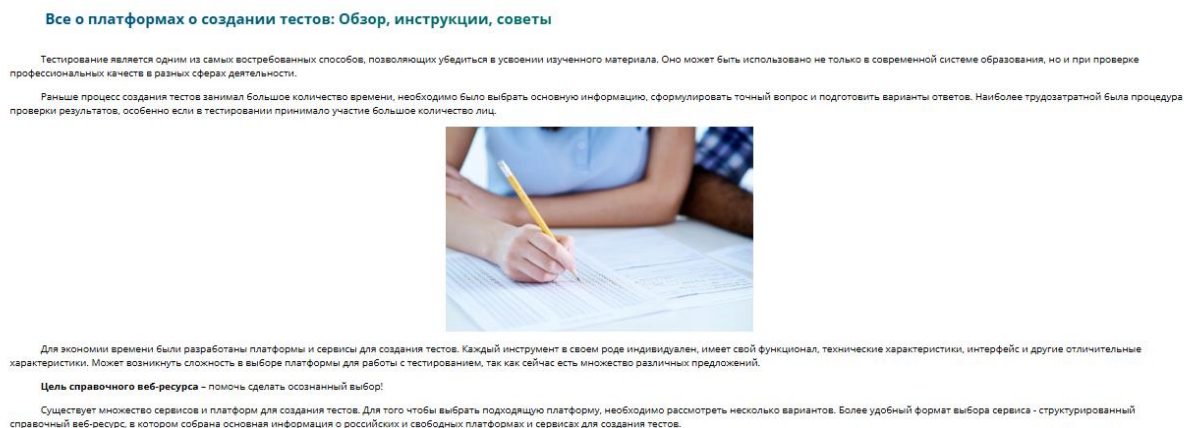 Все о платформах о создании тестов: Обзор, инструкции, советы
Тестирование является одним из самых востребованных способов, позволяющих убедиться в усвоении изученного материала. Оно может быть использовано не только в современной системе образования, но и при проверке
профессиональных качеств в разных сферах деятельности.
Раньше процесс создания тестов занимал большое количество времени, необходимо было выбрать основную информацию, сформулировать точный вопрос и подготовить варианты ответов. Наиболее трудозатратной была процедура
проверки результатов, особенно если в тестировании принимало участие большое количество лиц.
Для экономии времени были разработаны платформы и сервисы для создания тестов. Каждый инструмент в своем роде индивидуален, имеет свой функционал, технические характеристики, интерфейс и другие отличительные
характеристики. Может возникнуть сложность в выборе платформы для работы с тестированием, так как сейчас есть множество различных предложений.
Цель справочного веб-ресурса – помочь сделать осознанный выбор!
Существует множество сервисов и платформ для создания тестов. Для того чтобы выбрать подходящую платформу, необходимо рассмотреть несколько вариантов. Более удобный формат выбора сервиса - структурированный
справочный веб-ресурс, в котором собрана основная информация о российских и свободных платформах и сервисах для создания тестов.